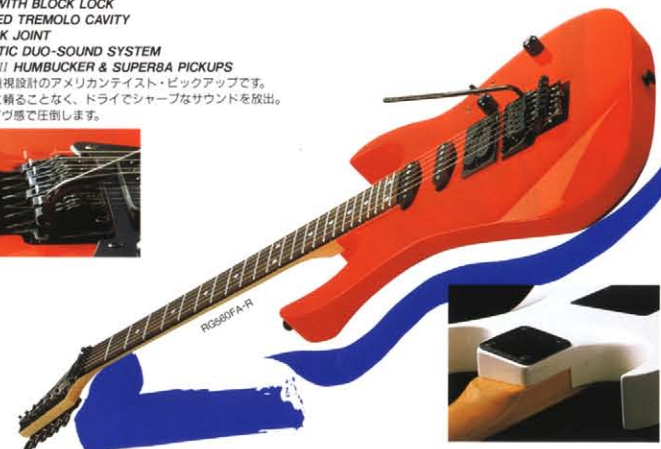 WITH BLOCK LOCK
ED TREMOLO CAVITY
K JOINT
TIC DUO-SOUND SYSTEM
II HUMBUCKER & SUPER8A PICKUPS
視設計のアメリカンテイスト・ピックアップです。
頼ることなく、ドライでシャープなサウンドを放出。
ヴ感で圧倒します。
RG560FA-R